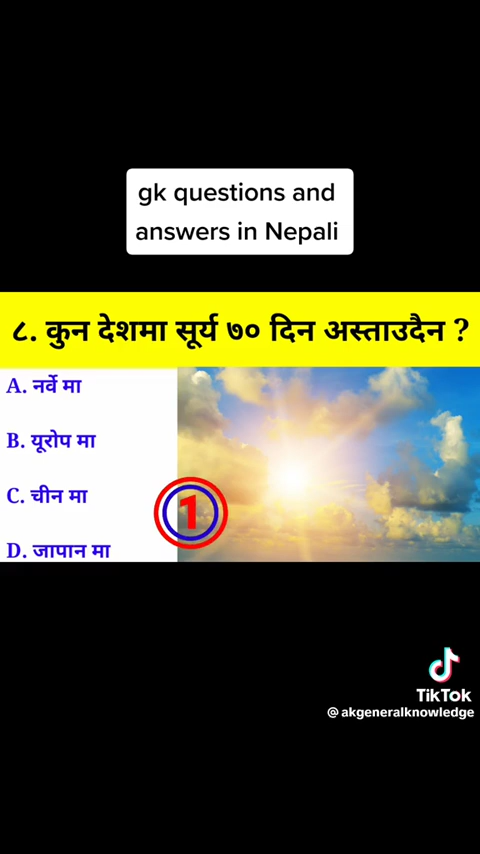 gk questions and
answers in Nepali
८. कुन देशमा सूर्य ७० दिन अस्ताउदैन ?
A. नर्वे मा
B. यूरोप मा
C. चीन मा
D. जापान मा
1
TikTok
@akgeneralknowledge